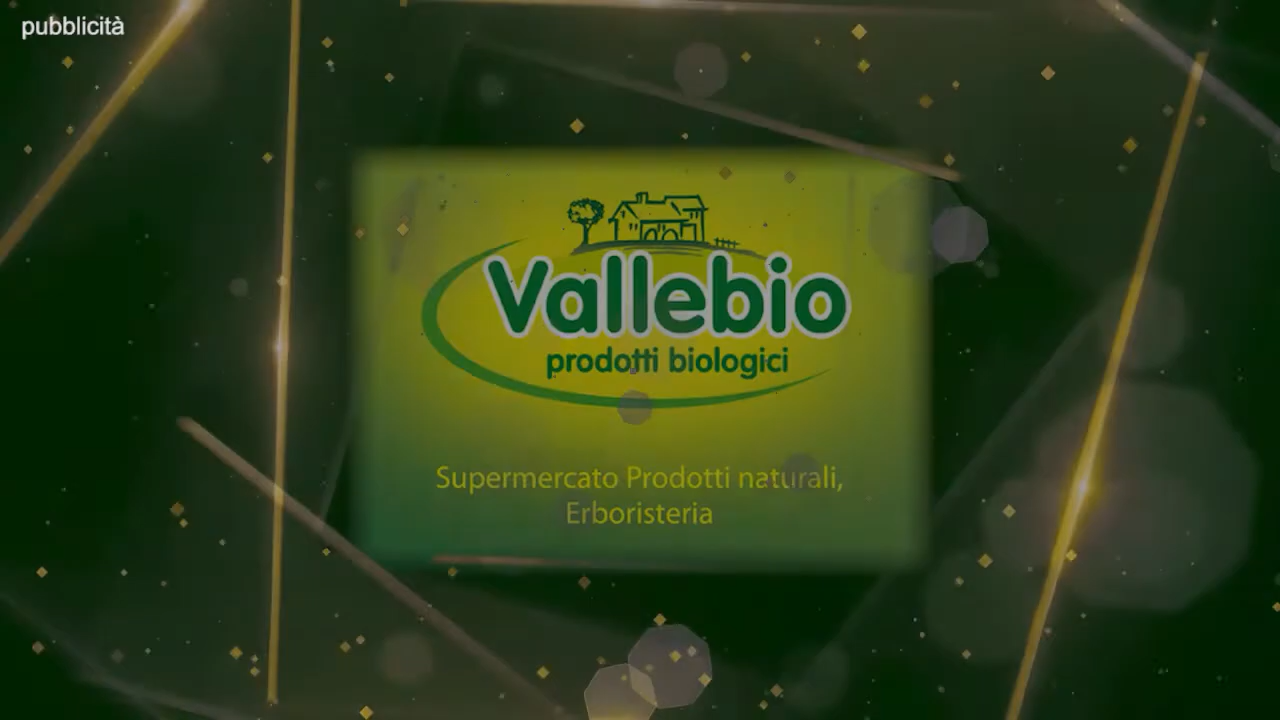 pubblicità
Vallebio
prodotti biologici
Supermercato Prodotti naturali,
Erboristeria